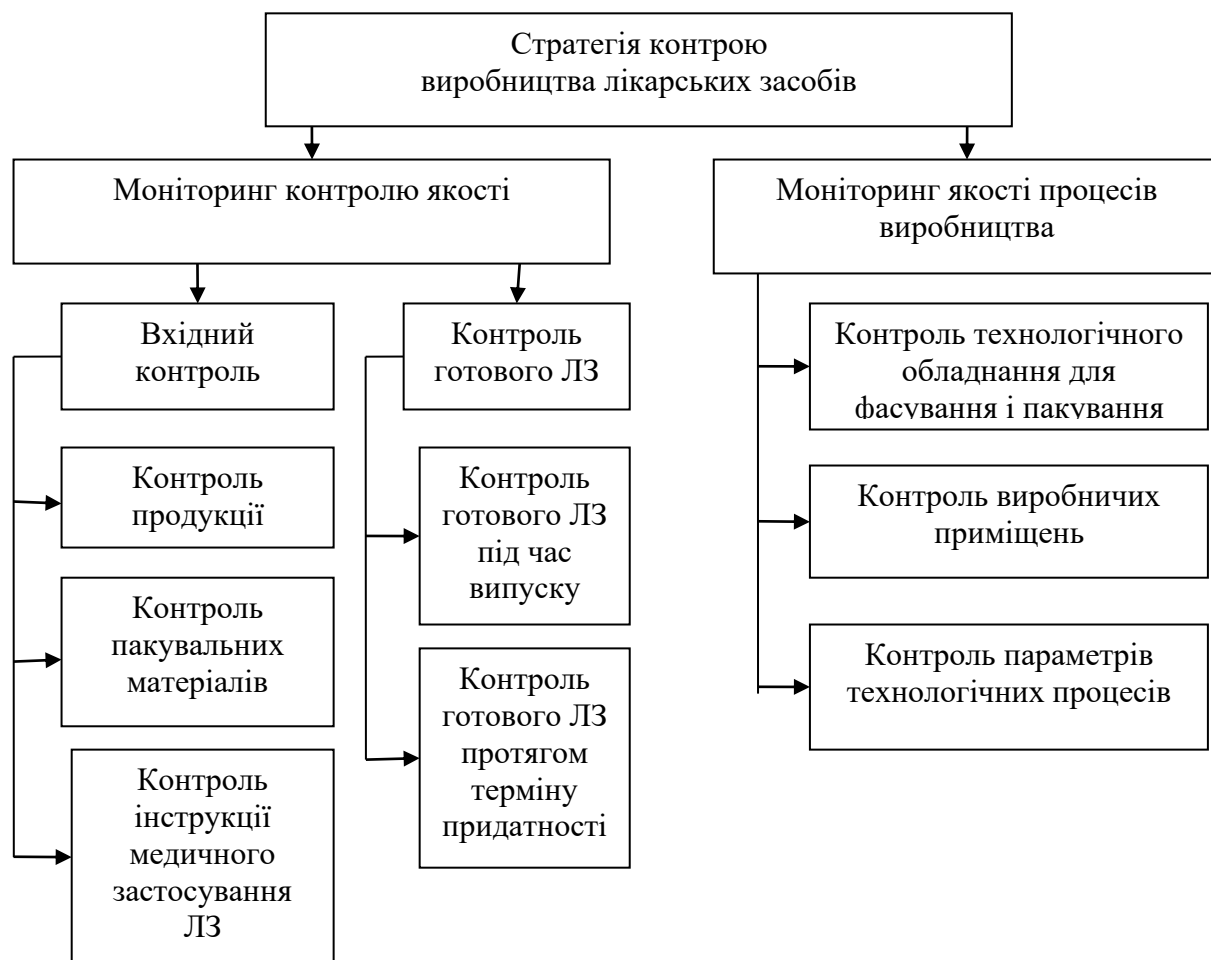 Стратегія контрою
виробництва лікарських засобів
Моніторинг контролю якості
Моніторинг якості процесів
виробництва
Вхідний
контроль
Контроль
продукції
Контроль
пакувальних
матеріалів
Контроль
інструкції
медичного
застосування
ЛЗ
Контроль
готового ЛЗ
Контроль
готового ЛЗ
під час
випуску
Контроль
готового ЛЗ
протягом
терміну
придатності
Контроль технологічного
обладнання для
фасування і пакування
Контроль виробничих
приміщень
Контроль параметрів
технологічних процесів